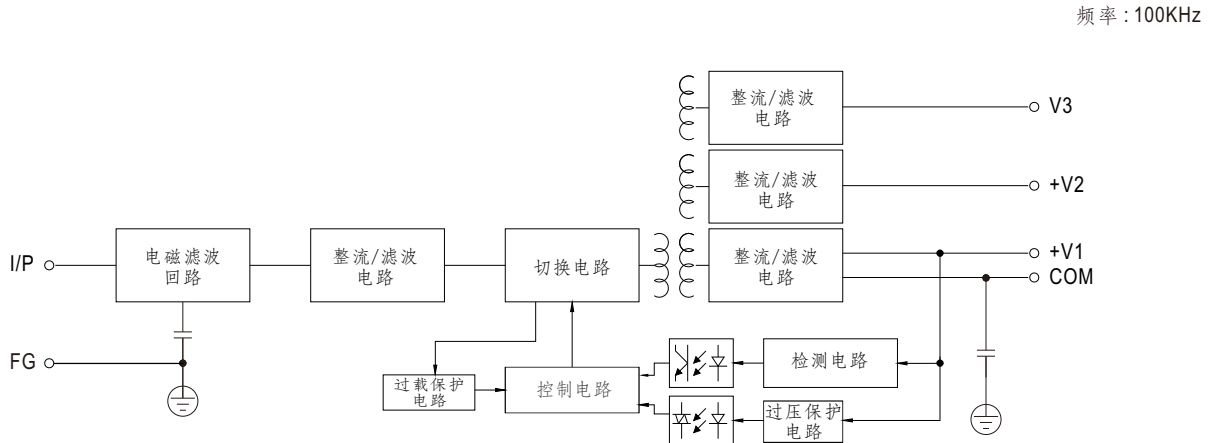 频率 : 100KHz
整流/滤波
电路
V3
整流/滤波
电路
+V2
I/P
电磁滤波
回路
整流/滤波
电路
切换电路
整流/滤波
电路
+V1
COM
FG
过载保护
电路
控制电路
检测电路
过压保护
电路